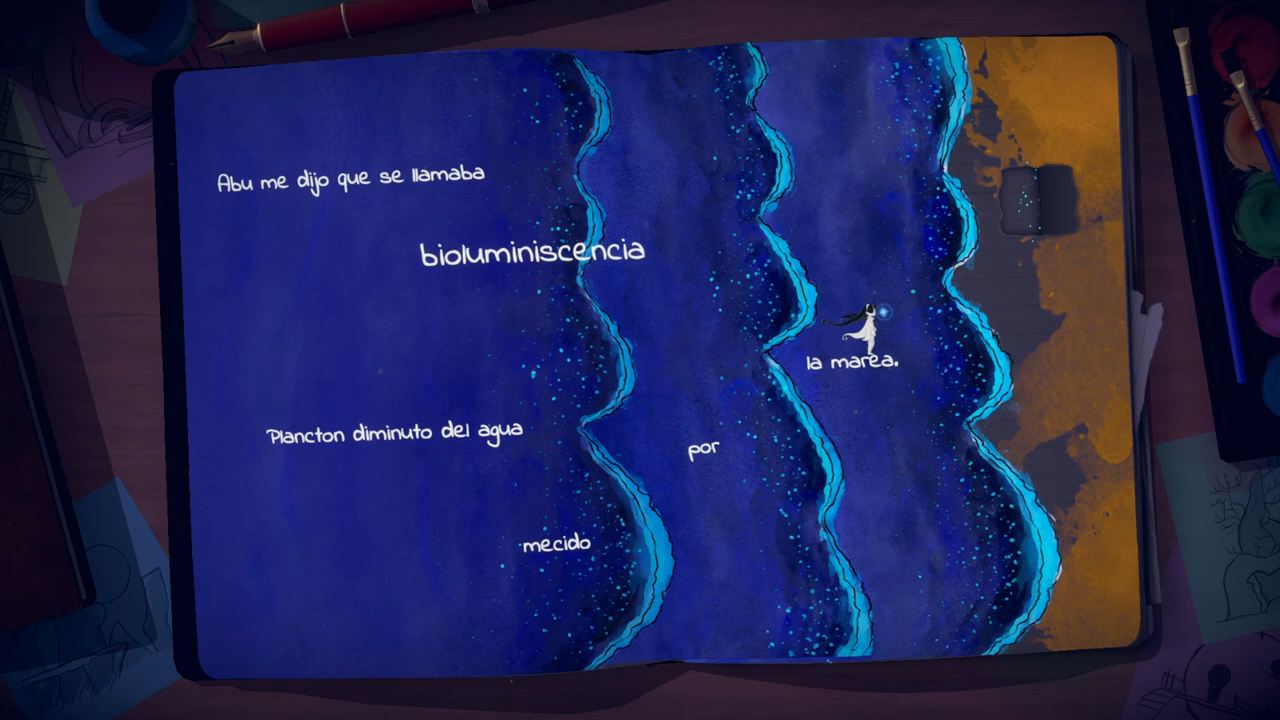 Abu me dijo que se llamaba
bioluminiscencia
Plancton diminuto del agua
mecido
por
la marea.